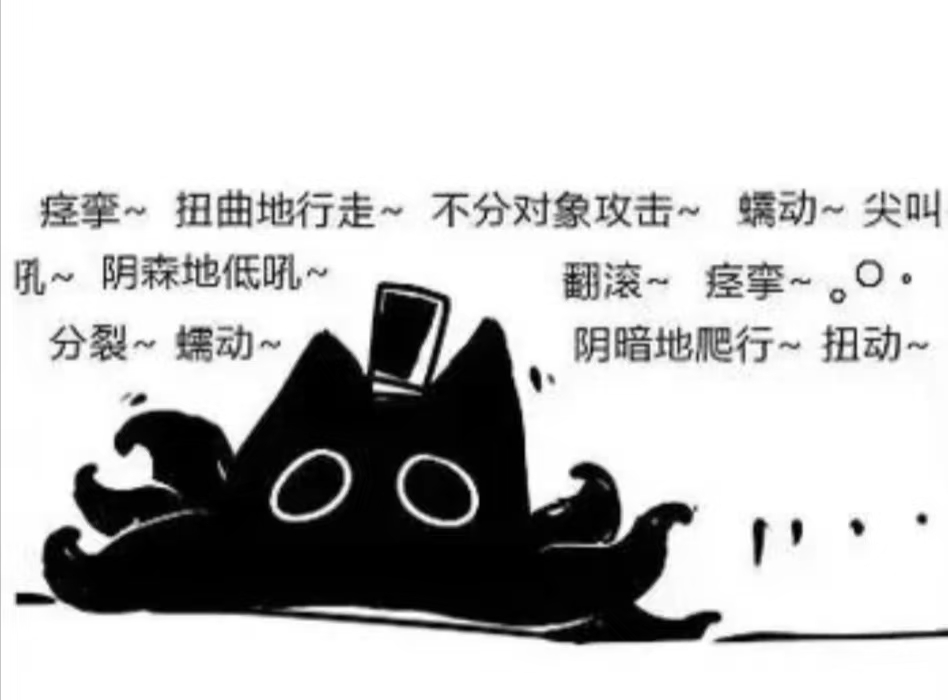 痉挛~ 扭曲地行走~ 不分对象攻击~ 蠕动~ 尖叫
吼~ 阴森地低吼~ 翻滚~ 痉挛~。○·
分裂~ 蠕动~ 阴暗地爬行~ 扭动~